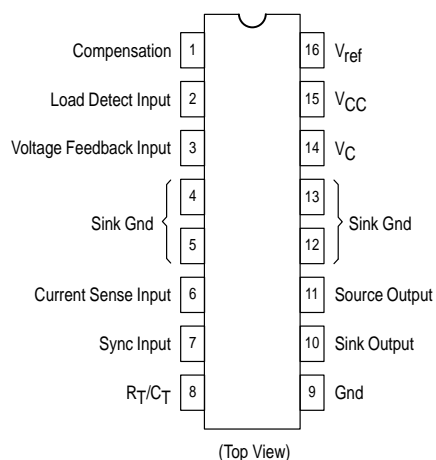 Compensation 1 16 Vref
Load Detect Input 2 15 VCC
Voltage Feedback Input 3 14 VC
4 13
Sink Gnd Sink Gnd
5 12
Current Sense Input 6 11 Source Output
Sync Input 7 10 Sink Output
RT/CT 8 9 Gnd
(Top View)